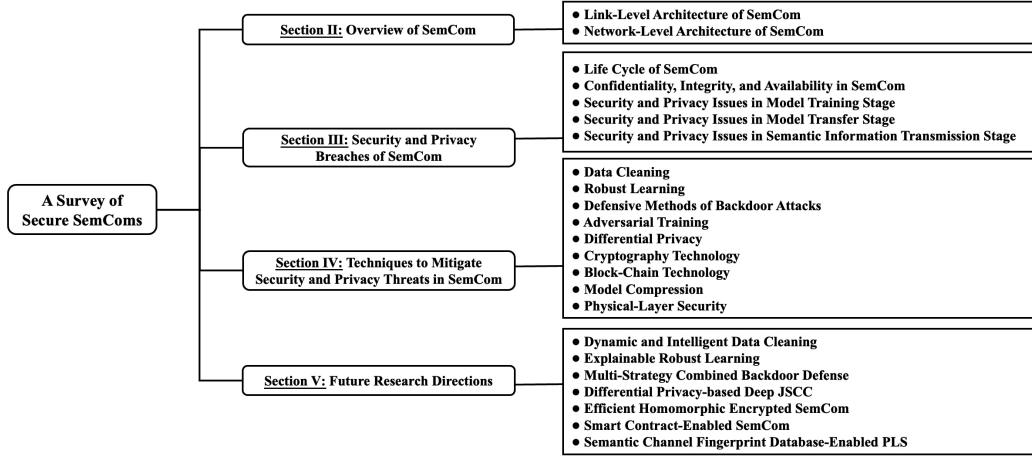 A Survey of
Secure SemComs
Section II: Overview of SemCom
● Link-Level Architecture of SemCom
● Network-Level Architecture of SemCom
Section III: Security and Privacy
Breaches of SemCom
● Life Cycle of SemCom
● Confidentiality, Integrity, and Availability in SemCom
● Security and Privacy Issues in Model Training Stage
● Security and Privacy Issues in Model Transfer Stage
● Security and Privacy Issues in Semantic Information Transmission Stage
Section IV: Techniques to Mitigate
Security and Privacy Threats in SemCom
● Data Cleaning
● Robust Learning
● Defensive Methods of Backdoor Attacks
● Adversarial Training
● Differential Privacy
● Cryptography Technology
● Block-Chain Technology
● Model Compression
● Physical-Layer Security
Section V: Future Research Directions
● Dynamic and Intelligent Data Cleaning
● Explainable Robust Learning
● Multi-Strategy Combined Backdoor Defense
● Differential Privacy-based Deep JSCC
● Efficient Homomorphic Encrypted SemCom
● Smart Contract-Enabled SemCom
● Semantic Channel Fingerprint Database-Enabled PLS